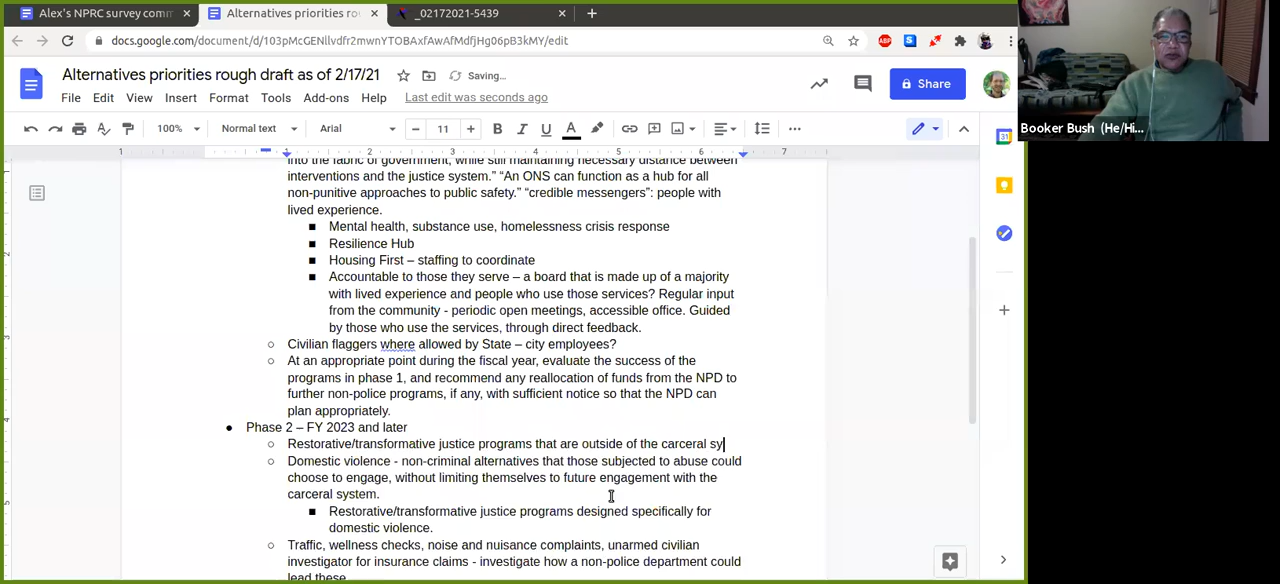 Alex's NPRC survey comm
Alternatives priorities ro
_02172021-5439
docs.google.com/document/d/103pMcGENllvdfr2mwnYTOBAxfAwAfMdfjHg06pB3kMY/edit
ABP
S
Alternatives priorities rough draft as of 2/17/21
Saving...
File Edit View Insert Format Tools Add-ons Help Last edit was seconds ago
Share
100% Normal text Arial 11 B I U A
1 1 2 3 4 5 6 7
into the fabric of government, while still maintaining necessary distance between
interventions and the justice system.” “An ONS can function as a hub for all
non-punitive approaches to public safety.” “credible messengers”: people with
lived experience.
■ Mental health, substance use, homelessness crisis response
■ Resilience Hub
■ Housing First – staffing to coordinate
■ Accountable to those they serve – a board that is made up of a majority
with lived experience and people who use those services? Regular input
from the community - periodic open meetings, accessible office. Guided
by those who use the services, through direct feedback.
○ Civilian flaggers where allowed by State – city employees?
○ At an appropriate point during the fiscal year, evaluate the success of the
programs in phase 1, and recommend any reallocation of funds from the NPD to
further non-police programs, if any, with sufficient notice so that the NPD can
plan appropriately.
● Phase 2 – FY 2023 and later
○ Restorative/transformative justice programs that are outside of the carceral sy
○ Domestic violence - non-criminal alternatives that those subjected to abuse could
choose to engage, without limiting themselves to future engagement with the
carceral system.
■ Restorative/transformative justice programs designed specifically for
domestic violence.
○ Traffic, wellness checks, noise and nuisance complaints, unarmed civilian
investigator for insurance claims - investigate how a non-police department could
lead these
Booker Bush (He/Hi...
31